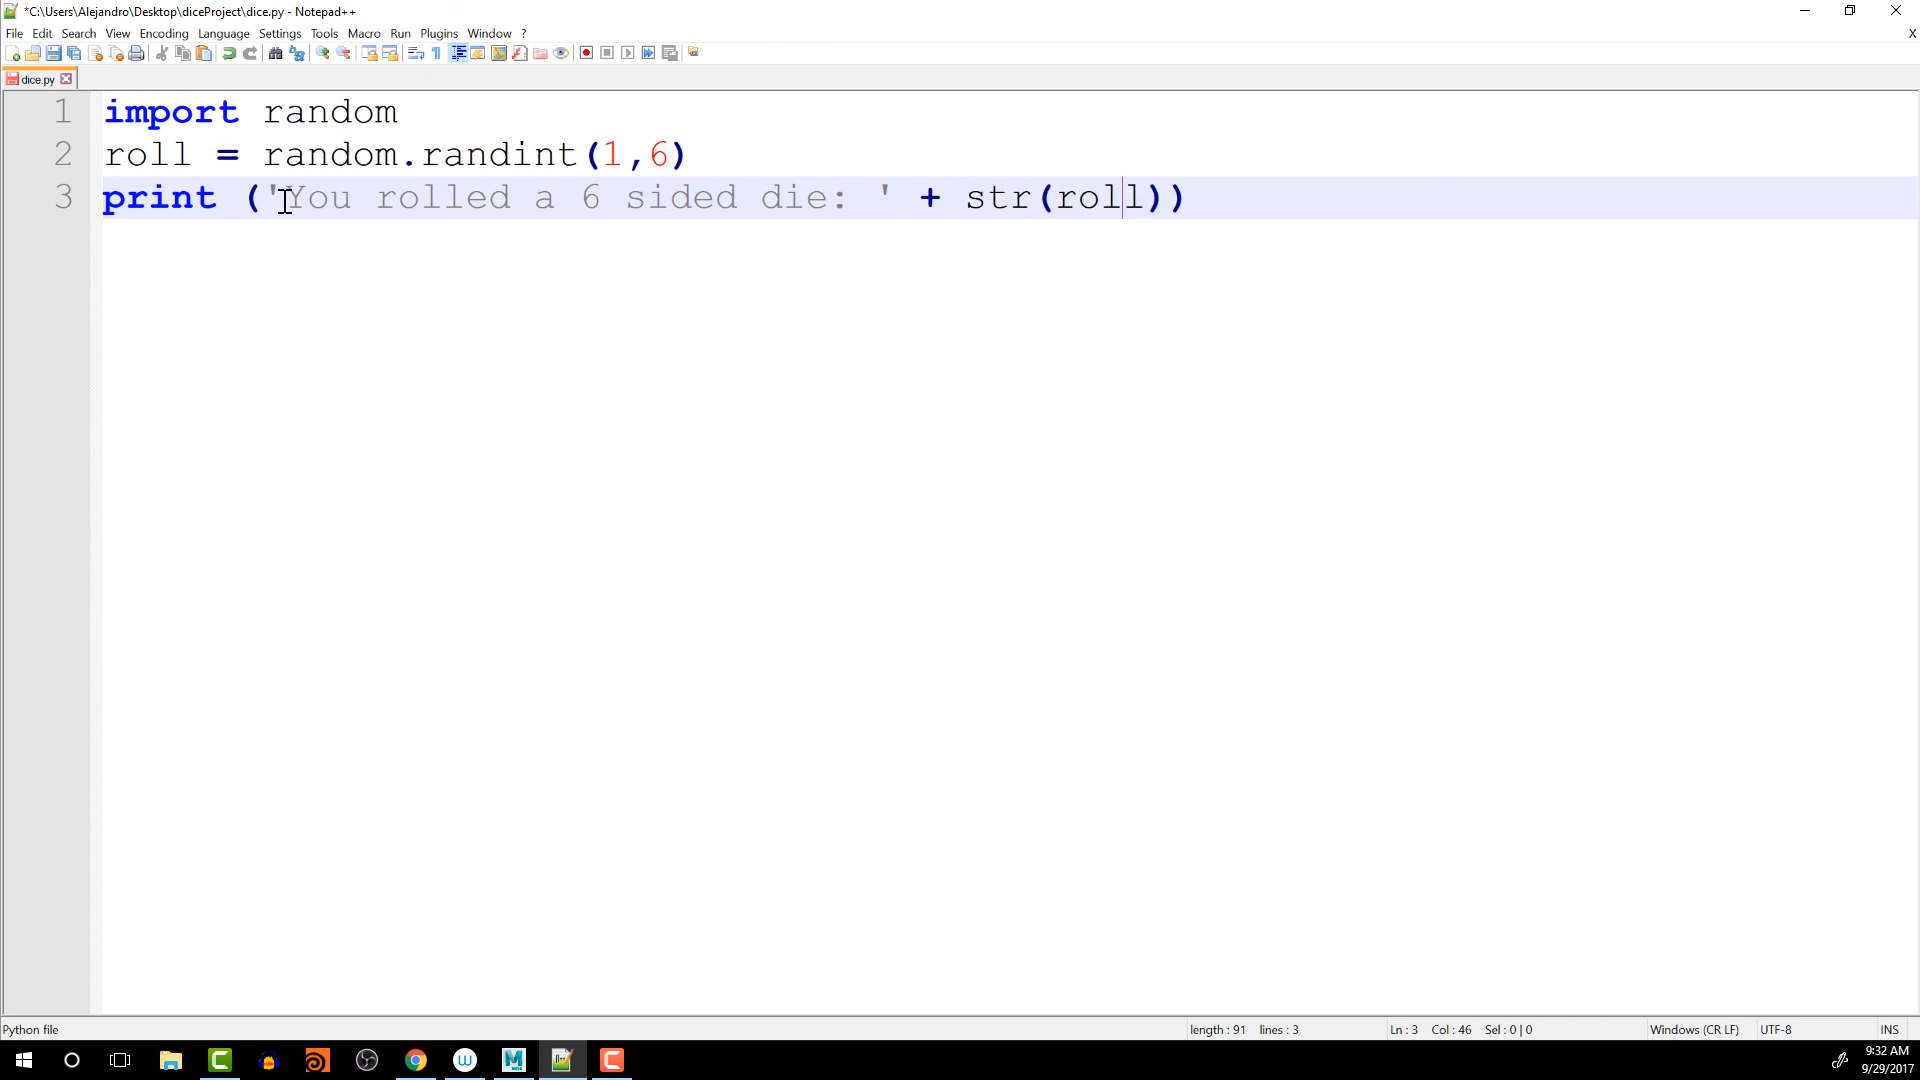 *C:\Users\Alejandro\Desktop\diceProject\dice.py - Notepad++
File Edit Search View Encoding Language Settings Tools Macro Run Plugins Window ? X
dice.py
1 import random
2 roll = random.randint(1,6)
3 print ('You rolled a 6 sided die: ' + str(roll))
Python file length : 91 lines : 3 Ln : 3 Col : 46 Sel : 0 | 0 Windows (CR LF) UTF-8 INS
9:32 AM
9/29/2017